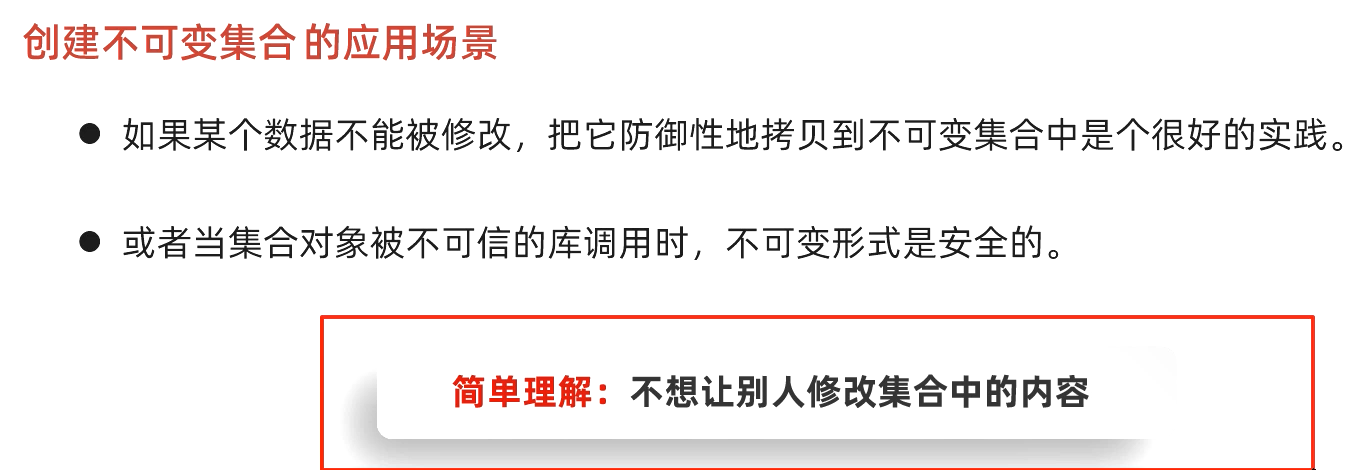 创建不可变集合的应用场景
● 如果某个数据不能被修改，把它防御性地拷贝到不可变集合中是个很好的实践。
● 或者当集合对象被不可信的库调用时，不可变形式是安全的。
简单理解：不想让别人修改集合中的内容